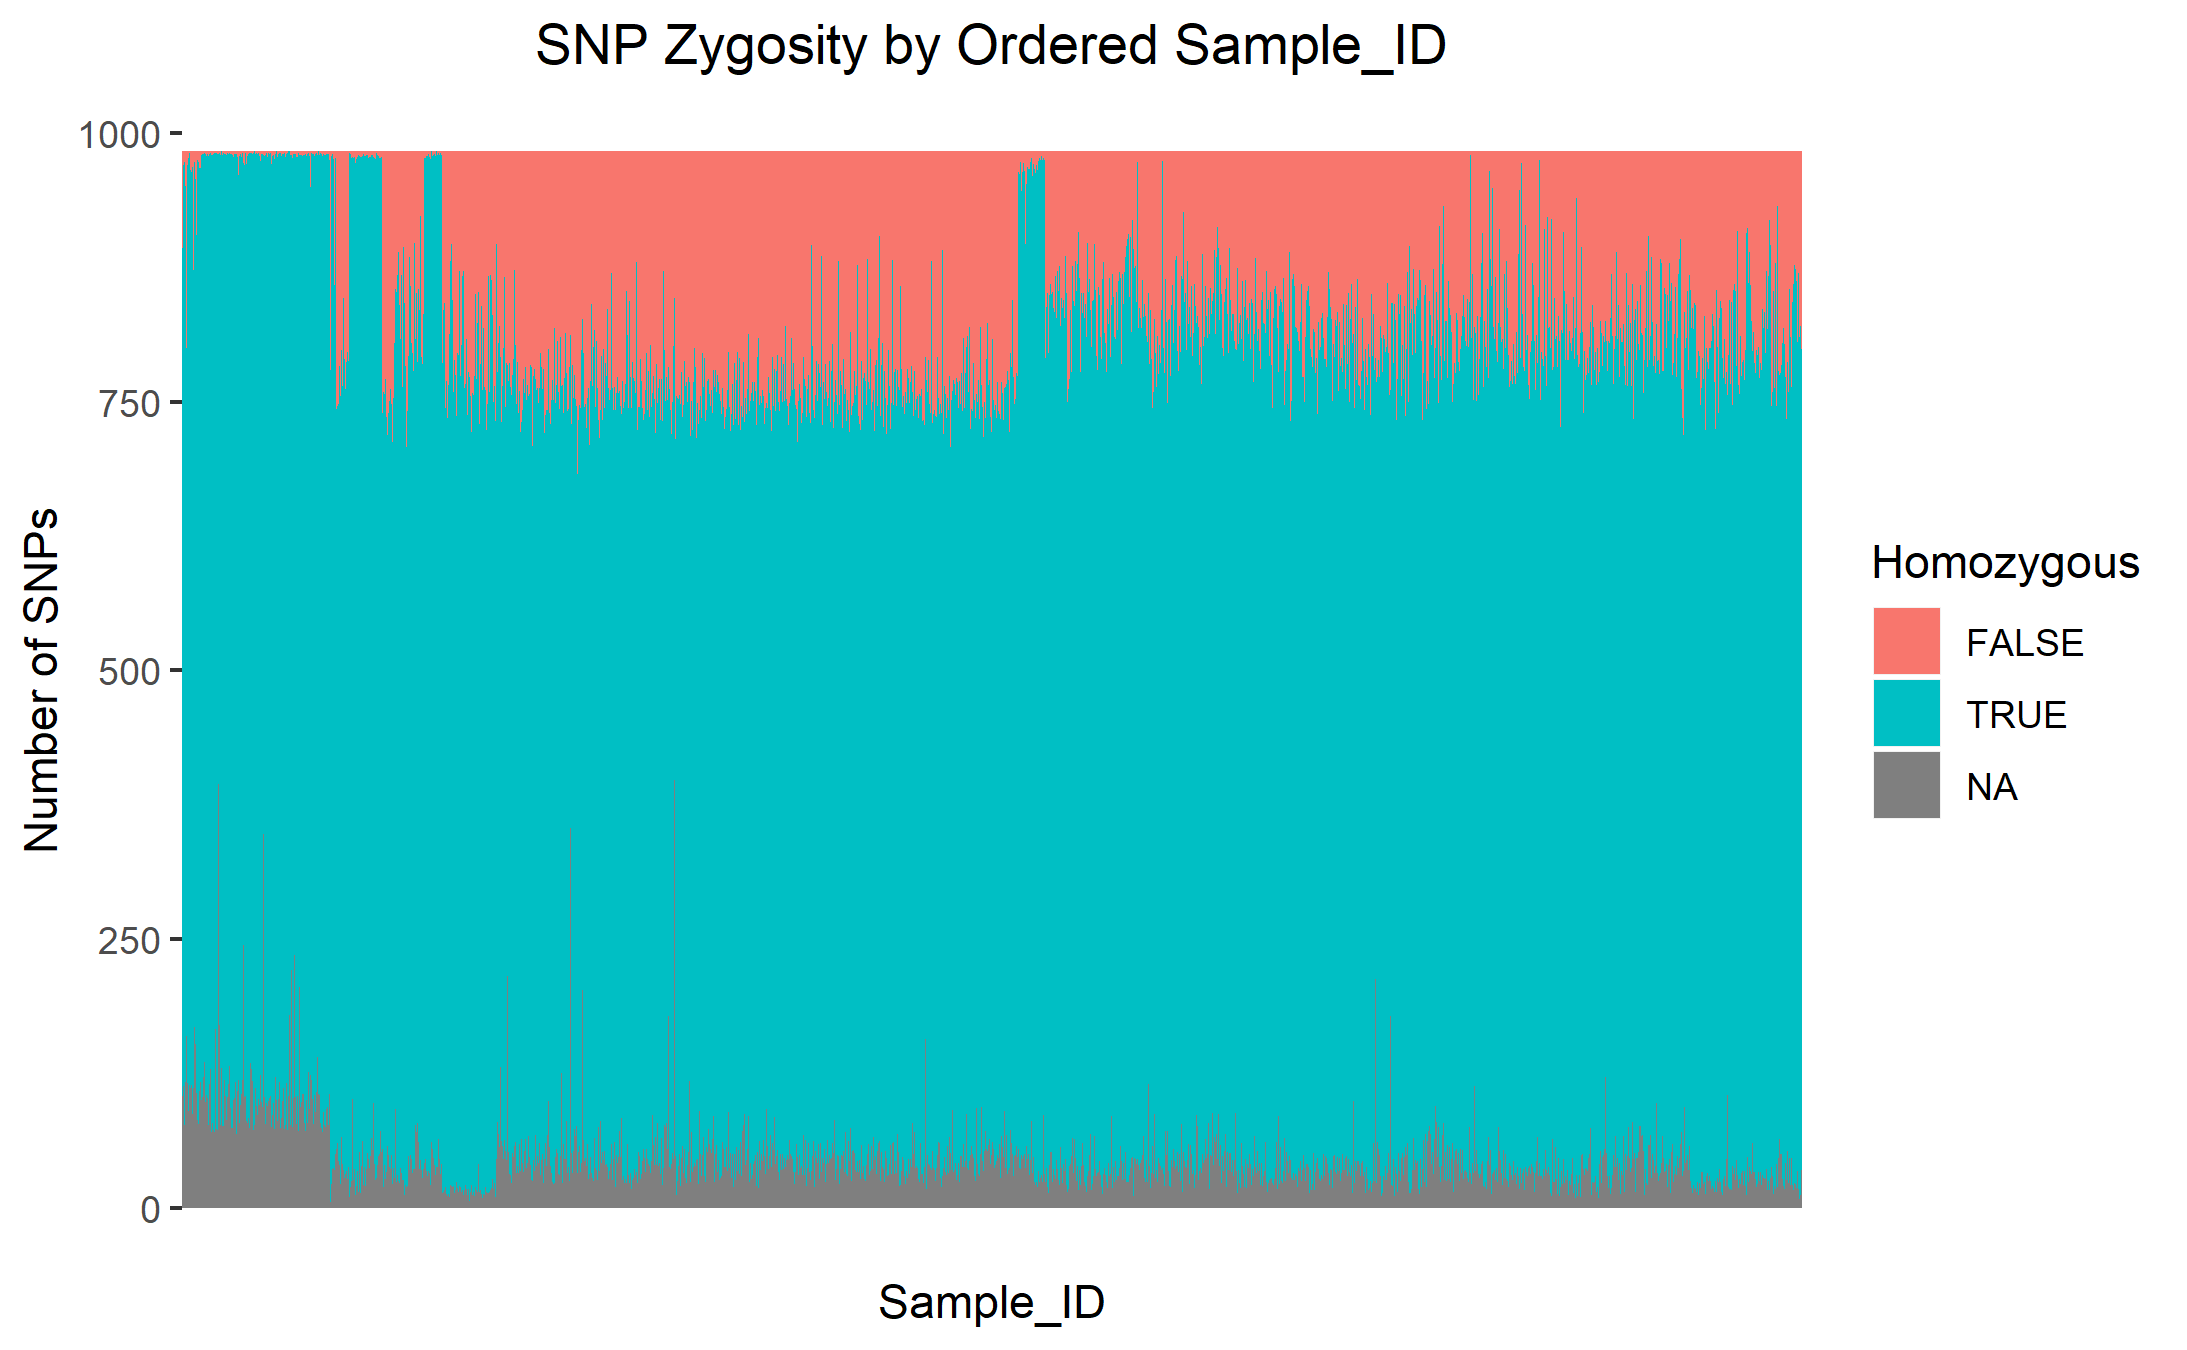 SNP Zygosity by Ordered Sample_ID
1000
750
500
250
0
Number of SNPs
Sample_ID
Homozygous
FALSE
TRUE
NA